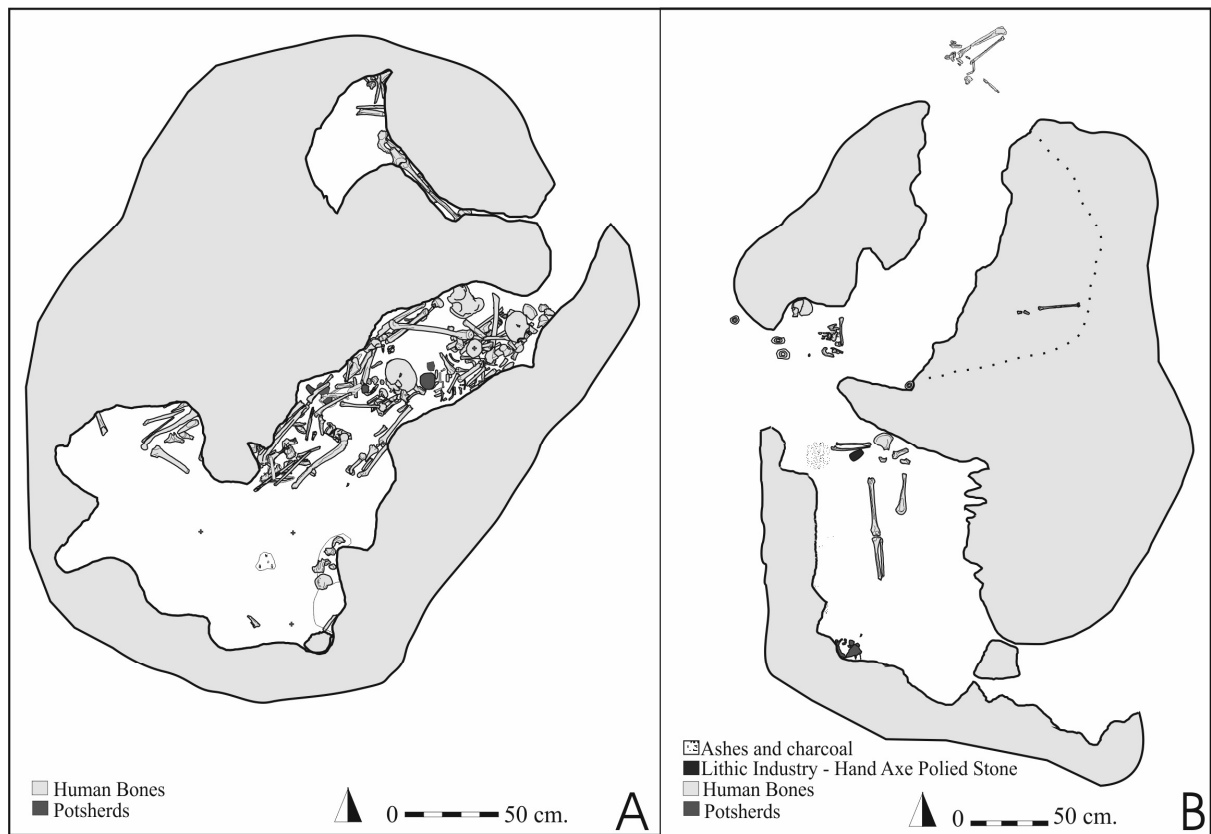 Human Bones
Potsherds
0 50 cm.
A
Ashes and charcoal
Lithic Industry - Hand Axe Polied Stone
Human Bones
Potsherds
0 50 cm.
B